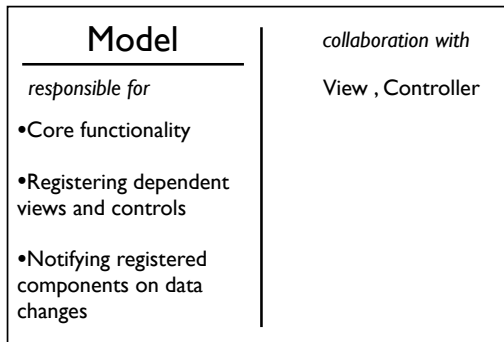 Model
responsible for
•Core functionality
•Registering dependent
views and controls
•Notifying registered
components on data
changes
collaboration with
View , Controller